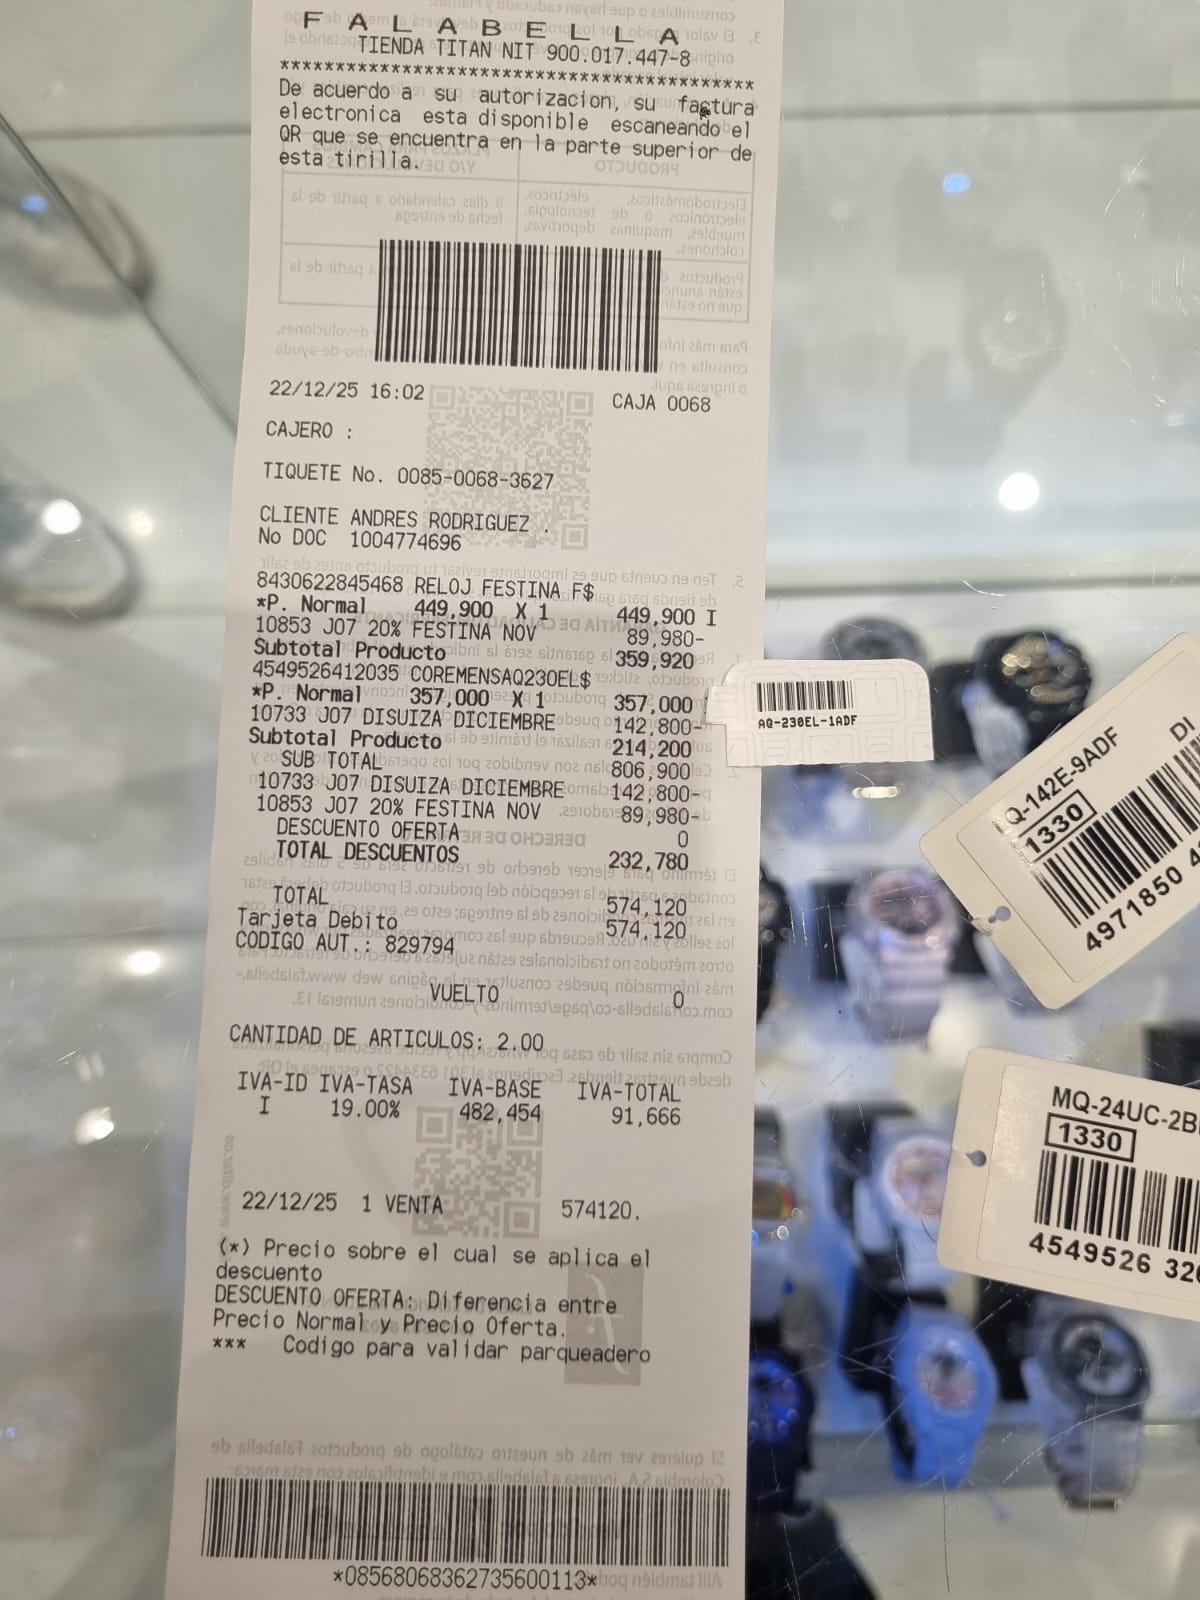 F A L A B E L L A
TIENDA TITAN NIT 900.017.447-8
*******************************************
De acuerdo a su autorizacion, su factura
electronica esta disponible escaneando el
QR que se encuentra en la parte superior de
esta tirilla.
22/12/25 16:02 CAJA 0068
CAJERO :
TIQUETE No. 0085-0068-3627
CLIENTE ANDRES RODRIGUEZ .
No DOC 1004774696
8430622845468 RELOJ FESTINA F$
*P. Normal 449,900 X 1 449,900 I
10853 J07 20% FESTINA NOV 89,980-
Subtotal Producto 359,920
4549526412035 COREMENSAQ230EL$
*P. Normal 357,000 X 1 357,000
10733 J07 DISUIZA DICIEMBRE 142,800-
Subtotal Producto 214,200
SUB TOTAL 806,900
10733 J07 DISUIZA DICIEMBRE 142,800-
10853 J07 20% FESTINA NOV 89,980-
DESCUENTO OFERTA 0
TOTAL DESCUENTOS 232,780
TOTAL 574,120
Tarjeta Debito 574,120
CODIGO AUT.: 829794
VUELTO 0
CANTIDAD DE ARTICULOS: 2.00
IVA-ID IVA-TASA IVA-BASE IVA-TOTAL
I 19.00% 482,454 91,666
22/12/25 1 VENTA 574120.
(*) Precio sobre el cual se aplica el
descuento
DESCUENTO OFERTA: Diferencia entre
Precio Normal y Precio Oferta.
*** Codigo para validar parqueadero
*08568068362735600113*
AQ-230EL-1ADF
Q-142E-9ADF DI
1330
4971850
MQ-24UC-2B
1330
4549526 32